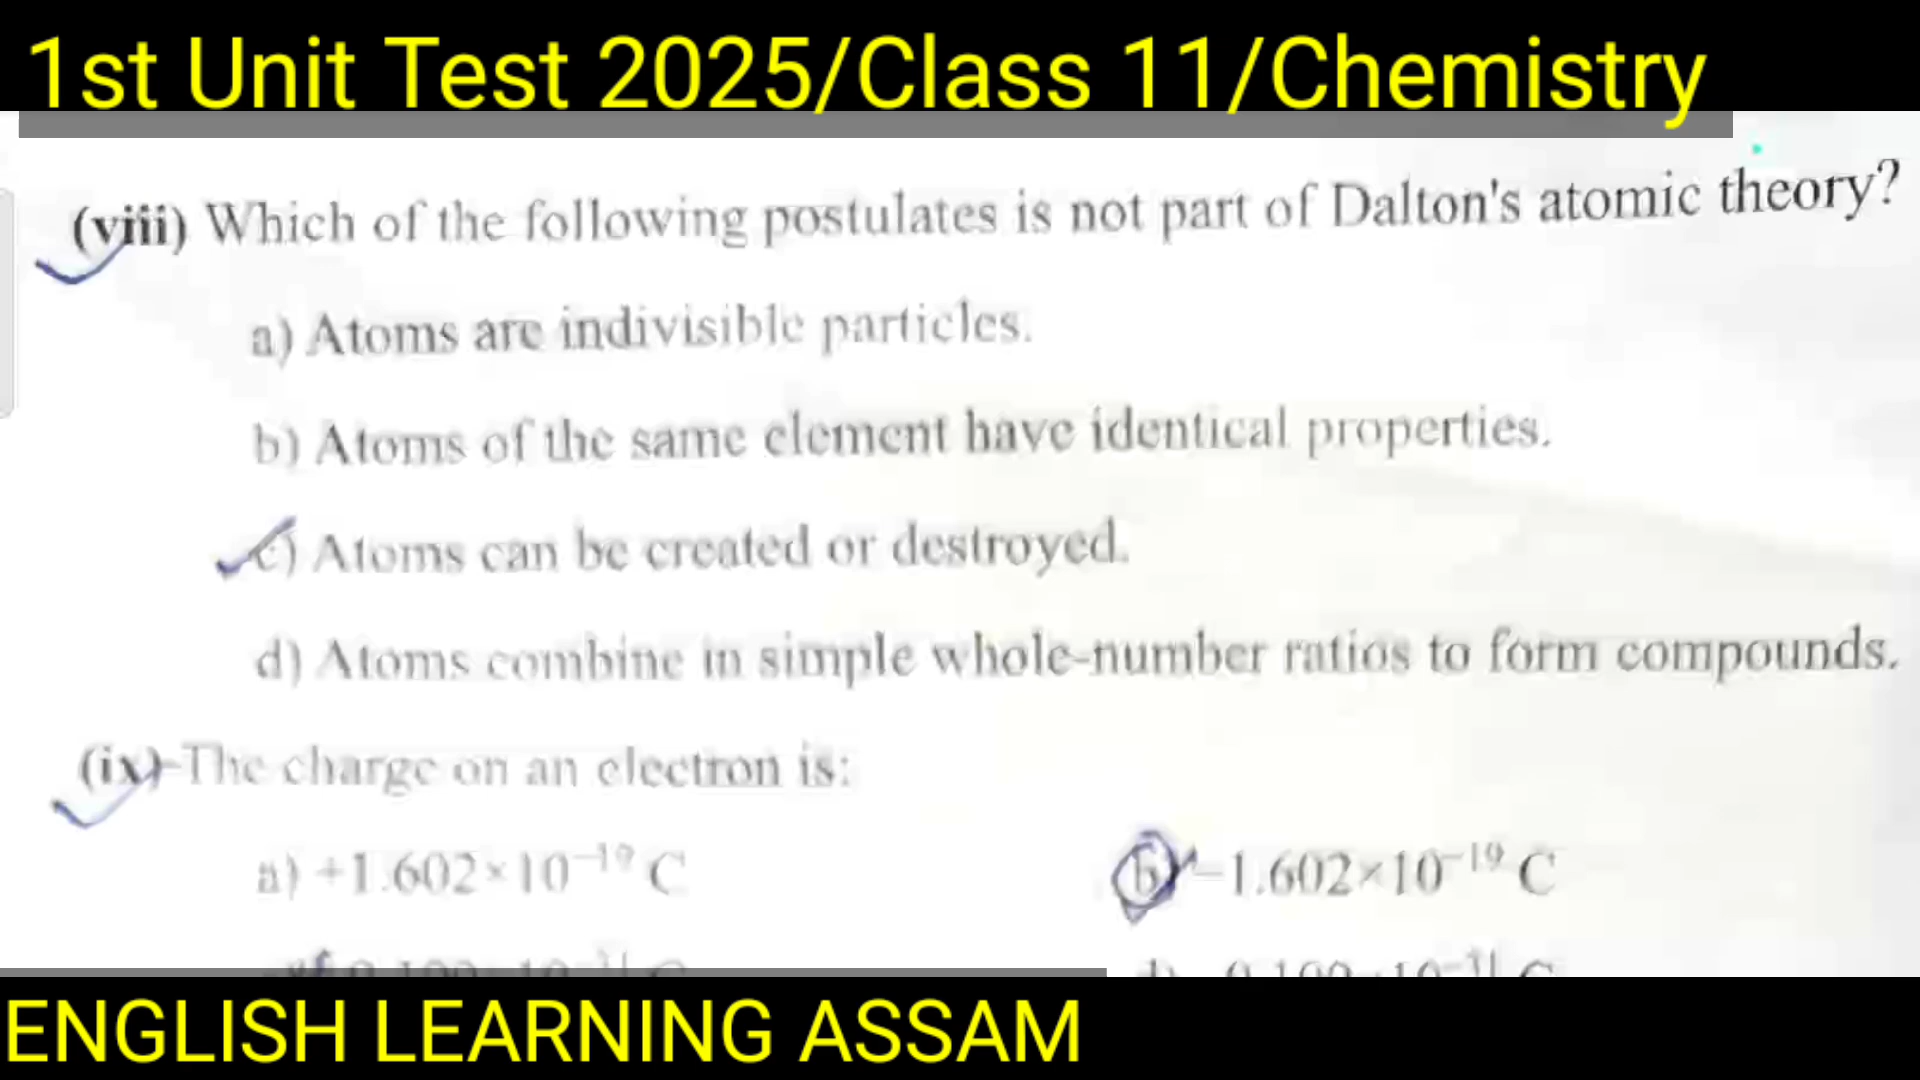 1st Unit Test 2025/Class 11/Chemistry
(viii) Which of the following postulates is not part of Dalton's atomic theory?
a) Atoms are indivisible particles.
b) Atoms of the same element have identical properties.
c) Atoms can be created or destroyed.
d) Atoms combine in simple whole-number ratios to form compounds.
(ix) The charge on an electron is:
a) +1.602×10⁻¹⁹ C b) −1.602×10⁻¹⁹ C
ENGLISH LEARNING ASSAM